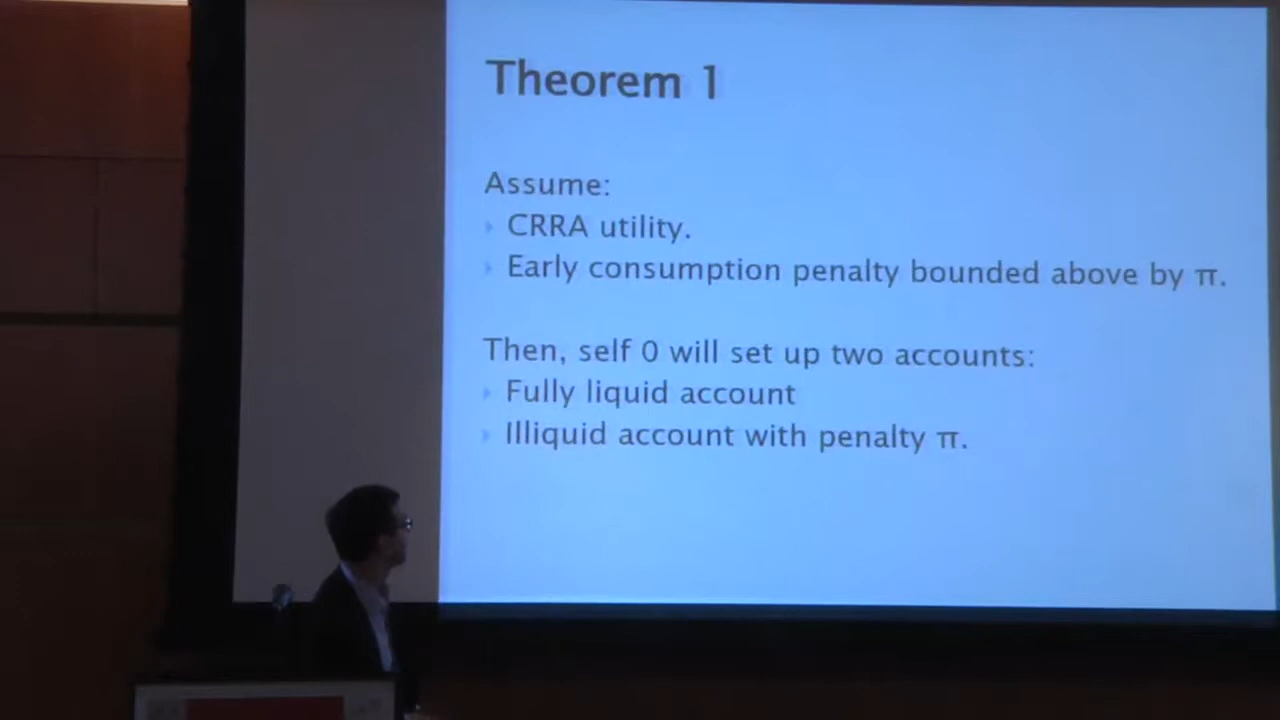 Theorem 1
Assume:
CRRA utility.
Early consumption penalty bounded above by π.
Then, self 0 will set up two accounts:
Fully liquid account
Illiquid account with penalty π.